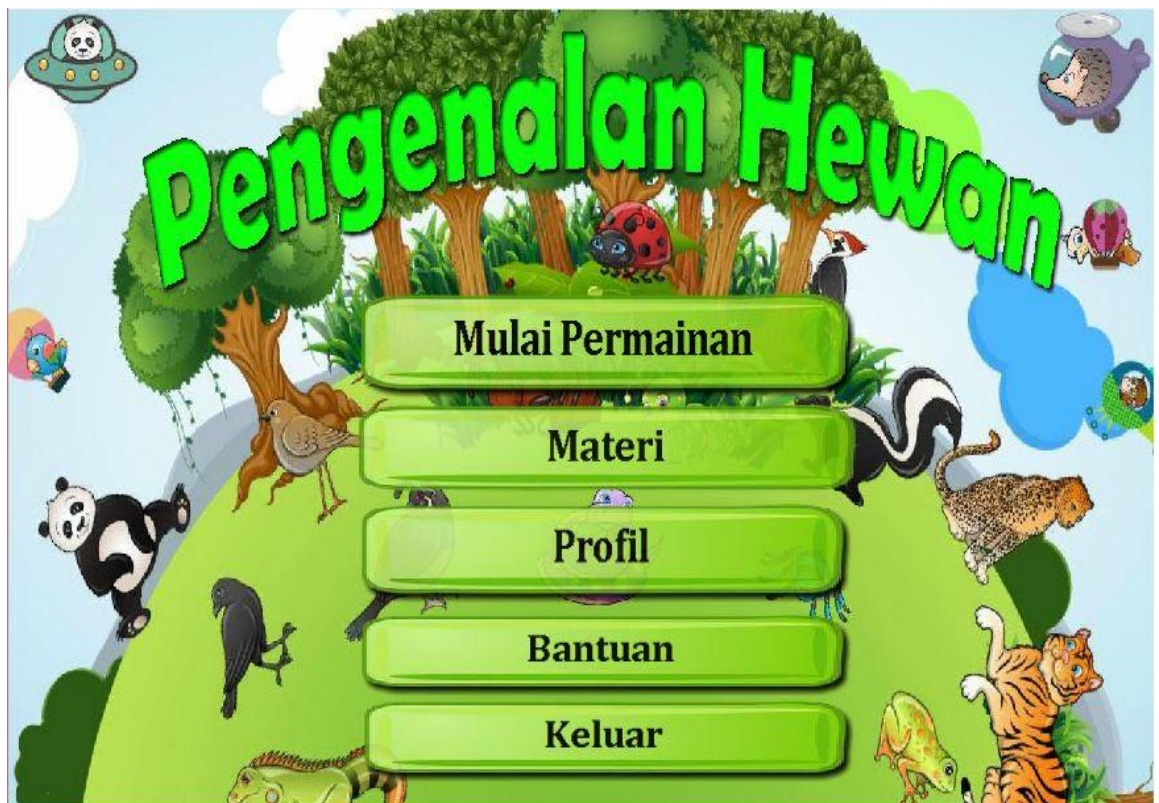 Pengenalan Hewan
Mulai Permainan
Materi
Profil
Bantuan
Keluar